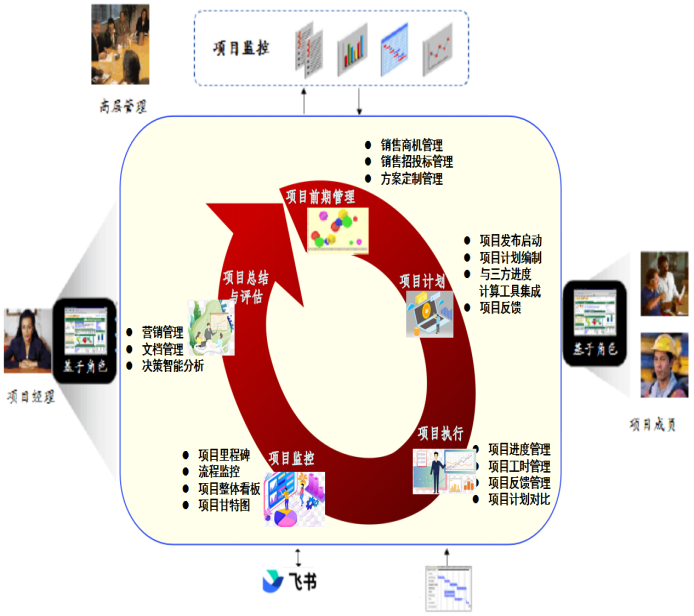 项目监控
高层管理
● 销售商机管理
● 销售招投标管理
● 方案定制管理
项目前期管理
● 项目发布启动
● 项目计划编制
● 与三方进度
计算工具集成
● 项目反馈
项目计划
项目总结
与评估
● 营销管理
● 文档管理
● 决策智能分析
基于角色
项目经理
基于角色
项目成员
项目执行
● 项目进度管理
● 项目工时管理
● 项目反馈管理
● 项目计划对比
项目监控
● 项目里程碑
● 流程监控
● 项目整体看板
● 项目甘特图
飞书